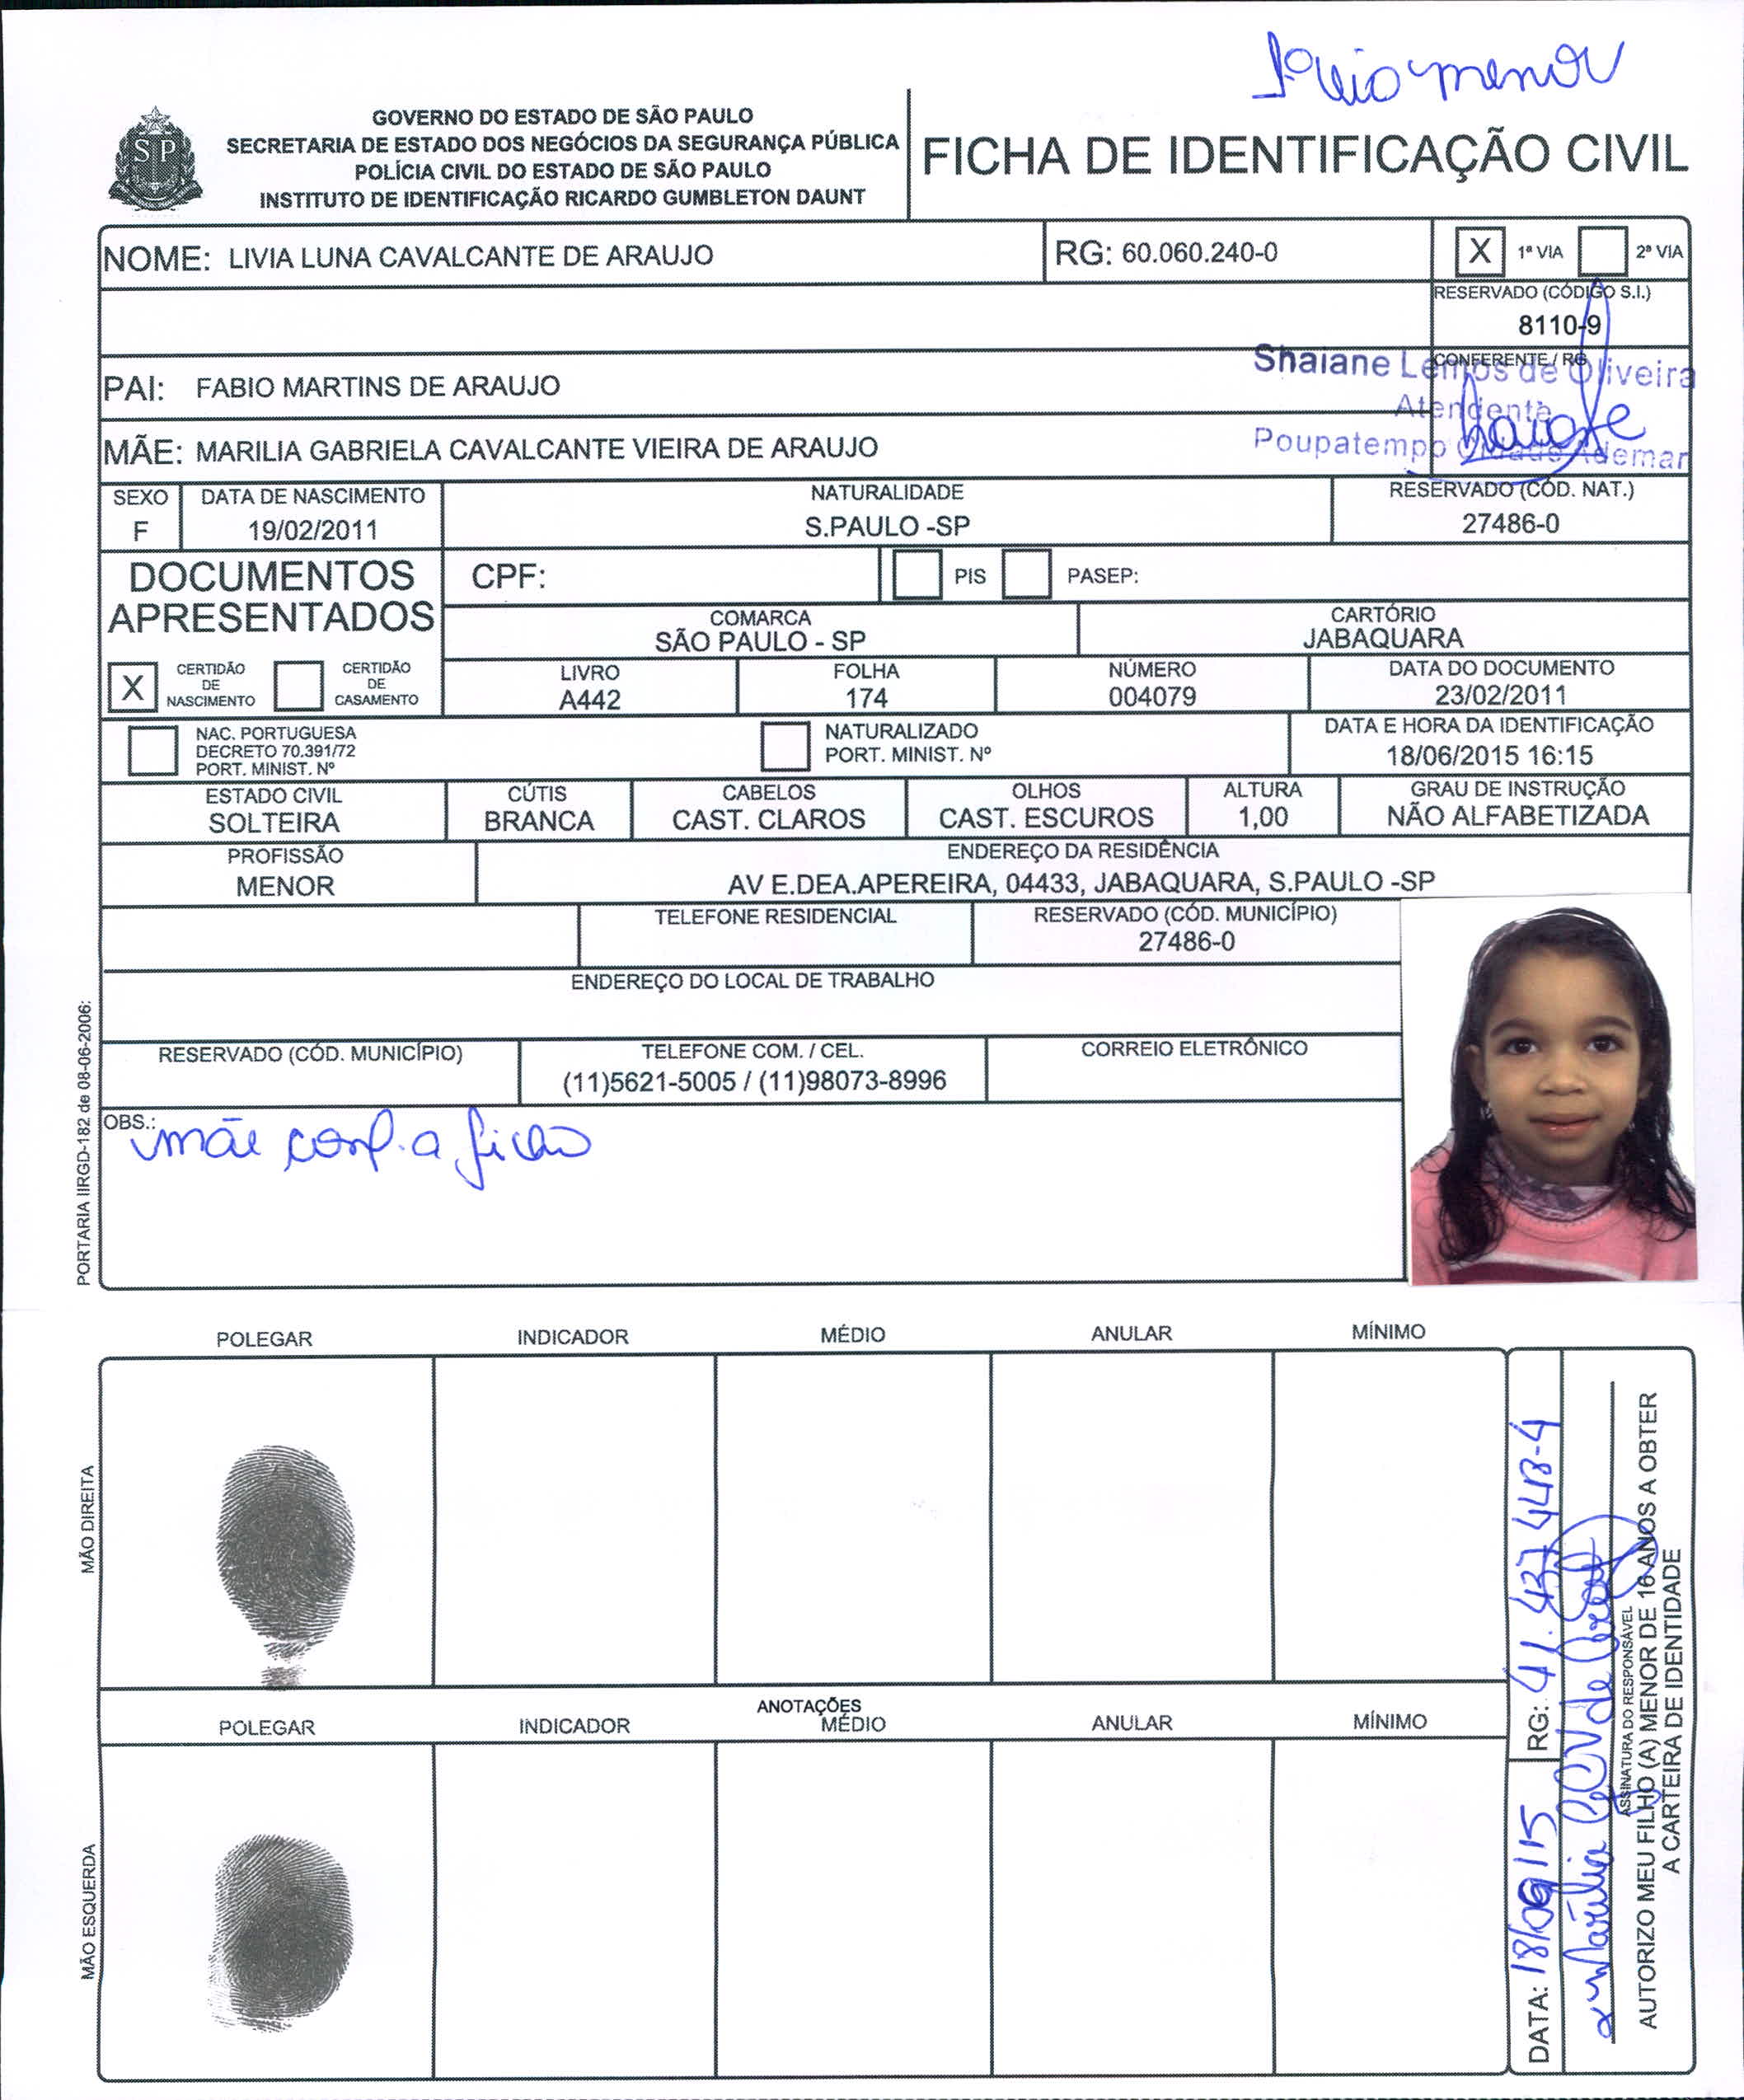 1ª via menor
GOVERNO DO ESTADO DE SÃO PAULO
SECRETARIA DE ESTADO DOS NEGÓCIOS DA SEGURANÇA PÚBLICA
POLÍCIA CIVIL DO ESTADO DE SÃO PAULO
INSTITUTO DE IDENTIFICAÇÃO RICARDO GUMBLETON DAUNT
SP
FICHA DE IDENTIFICAÇÃO CIVIL
NOME: LIVIA LUNA CAVALCANTE DE ARAUJO RG: 60.060.240-0 X 1ª VIA 2ª VIA
RESERVADO (CÓDIGO S.I.)
8110-9
CONFERENTE / RG
Shaiane Lemos de Oliveira
Atendente
Poupatempo Cidade Ademar
PAI: FABIO MARTINS DE ARAUJO
MÃE: MARILIA GABRIELA CAVALCANTE VIEIRA DE ARAUJO
SEXO DATA DE NASCIMENTO NATURALIDADE RESERVADO (CÓD. NAT.)
F 19/02/2011 S.PAULO -SP 27486-0
DOCUMENTOS
APRESENTADOS
CPF: PIS PASEP:
COMARCA CARTÓRIO
SÃO PAULO - SP JABAQUARA
X CERTIDÃO DE NASCIMENTO CERTIDÃO DE CASAMENTO
LIVRO FOLHA NÚMERO DATA DO DOCUMENTO
A442 174 004079 23/02/2011
NAC. PORTUGUESA
DECRETO 70.391/72
PORT. MINIST. Nº
NATURALIZADO
PORT. MINIST. Nº
DATA E HORA DA IDENTIFICAÇÃO
18/06/2015 16:15
ESTADO CIVIL CÚTIS CABELOS OLHOS ALTURA GRAU DE INSTRUÇÃO
SOLTEIRA BRANCA CAST. CLAROS CAST. ESCUROS 1,00 NÃO ALFABETIZADA
PROFISSÃO ENDEREÇO DA RESIDÊNCIA
MENOR AV E.DEA.APEREIRA, 04433, JABAQUARA, S.PAULO -SP
TELEFONE RESIDENCIAL RESERVADO (CÓD. MUNICÍPIO)
27486-0
ENDEREÇO DO LOCAL DE TRABALHO
RESERVADO (CÓD. MUNICÍPIO) TELEFONE COM. / CEL. CORREIO ELETRÔNICO
(11)5621-5005 / (11)98073-8996
OBS.: mãe conf. a ficha
PORTARIA IIRGD-182 de 08-06-2006:
POLEGAR INDICADOR MÉDIO ANULAR MÍNIMO
MÃO DIREITA
ANOTAÇÕES
POLEGAR INDICADOR MÉDIO ANULAR MÍNIMO
MÃO ESQUERDA
DATA: RG:
ASSINATURA DO RESPONSÁVEL
AUTORIZO MEU FILHO (A) MENOR DE 16 ANOS A OBTER
A CARTEIRA DE IDENTIDADE